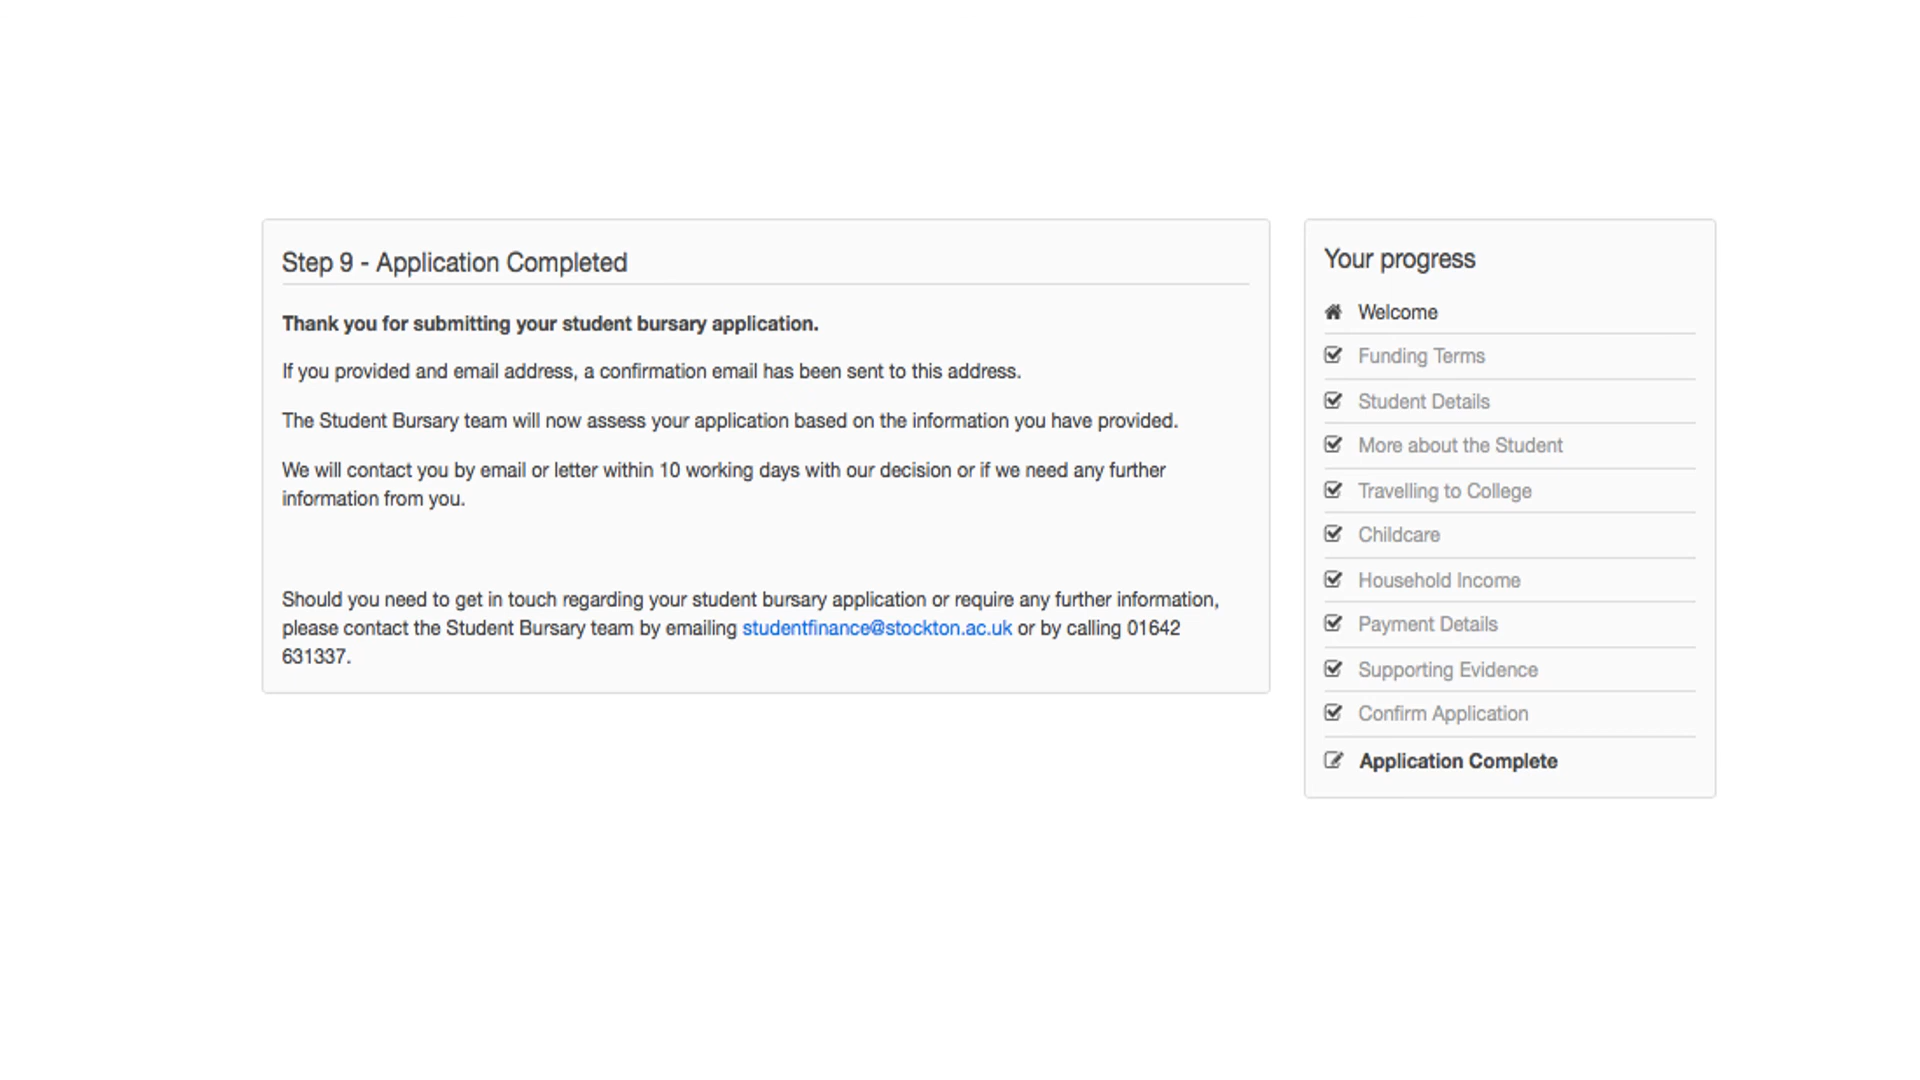 Step 9 - Application Completed
Thank you for submitting your student bursary application.
If you provided and email address, a confirmation email has been sent to this address.
The Student Bursary team will now assess your application based on the information you have provided.
We will contact you by email or letter within 10 working days with our decision or if we need any further
information from you.
Should you need to get in touch regarding your student bursary application or require any further information,
please contact the Student Bursary team by emailing studentfinance@stockton.ac.uk or by calling 01642
631337.
Your progress
Welcome
Funding Terms
Student Details
More about the Student
Travelling to College
Childcare
Household Income
Payment Details
Supporting Evidence
Confirm Application
Application Complete